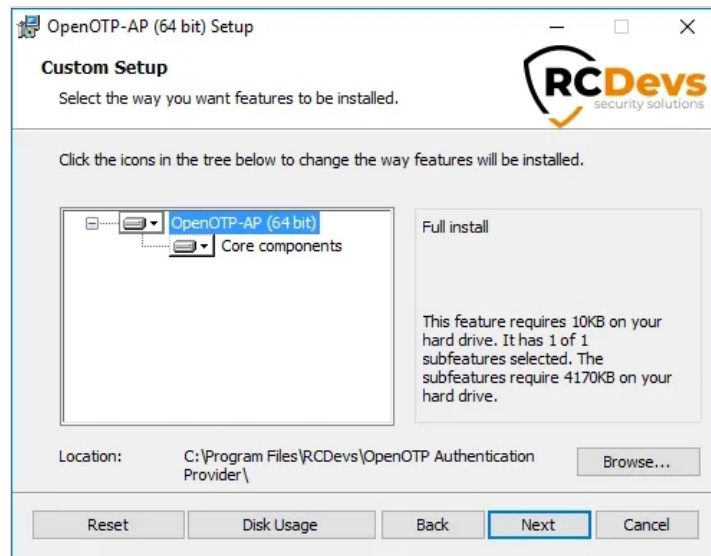 OpenOTP-AP (64 bit) Setup
Custom Setup
Select the way you want features to be installed.
RCDevs
security solutions
Click the icons in the tree below to change the way features will be installed.
OpenOTP-AP (64 bit)
Core components
Full install
This feature requires 10KB on your
hard drive. It has 1 of 1
subfeatures selected. The
subfeatures require 4170KB on your
hard drive.
Location:
C:\Program Files\RCDevs\OpenOTP Authentication
Provider\
Browse...
Reset
Disk Usage
Back
Next
Cancel